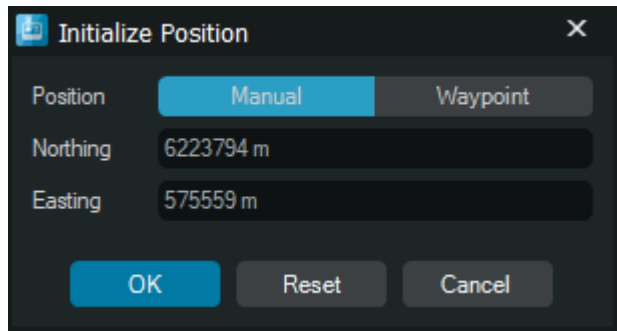 Initialize Position
Position Manual Waypoint
Northing 6223794 m
Easting 575559 m
OK Reset Cancel